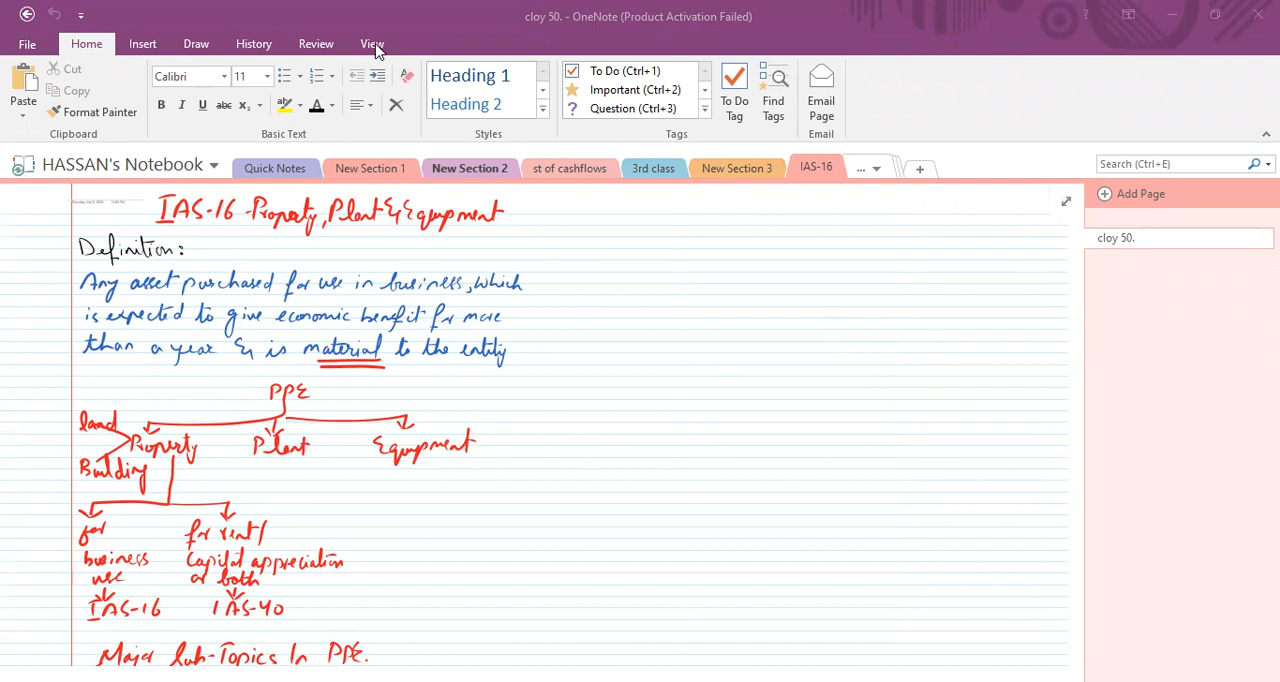 cloy 50. - OneNote (Product Activation Failed)
File Home Insert Draw History Review View
Paste
Cut
Copy
Format Painter
Clipboard
Calibri 11
B I U abc x₂ A
Basic Text
Heading 1
Heading 2
Styles
To Do (Ctrl+1)
Important (Ctrl+2)
Question (Ctrl+3)
Tags
To Do Tag
Find Tags
Email Page
Email
HASSAN's Notebook
Quick Notes
New Section 1
New Section 2
st of cashflows
3rd class
New Section 3
IAS-16
...
Search (Ctrl+E)
Add Page
cloy 50.
IAS-16 - Property, Plant & Equipment
Definition:
Any asset purchased for use in business, which
is expected to give economic benefit for more
than a year & is material to the entity
PPE
land
Property Plant Equipment
Building
for for rent/
business Capital appreciation
use or both
IAS-16 IAS-40
Major Sub-Topics In PPE.